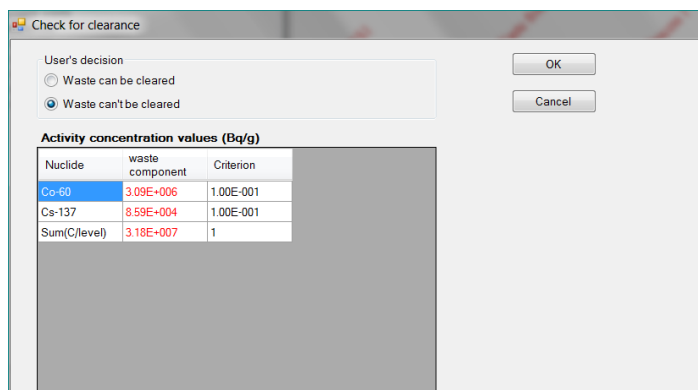 Check for clearance
User's decision
Waste can be cleared
Waste can't be cleared
OK
Cancel
Activity concentration values (Bq/g)
Nuclide waste component Criterion
Co-60 3.09E+006 1.00E-001
Cs-137 8.59E+004 1.00E-001
Sum(C/level) 3.18E+007 1